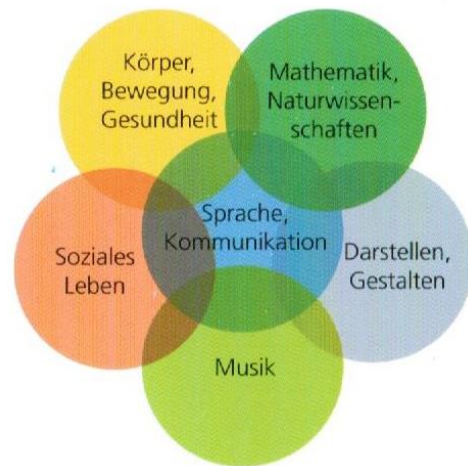 Körper,
Bewegung,
Gesundheit
Mathematik,
Naturwissen-
schaften
Sprache,
Kommunikation
Soziales
Leben
Darstellen,
Gestalten
Musik